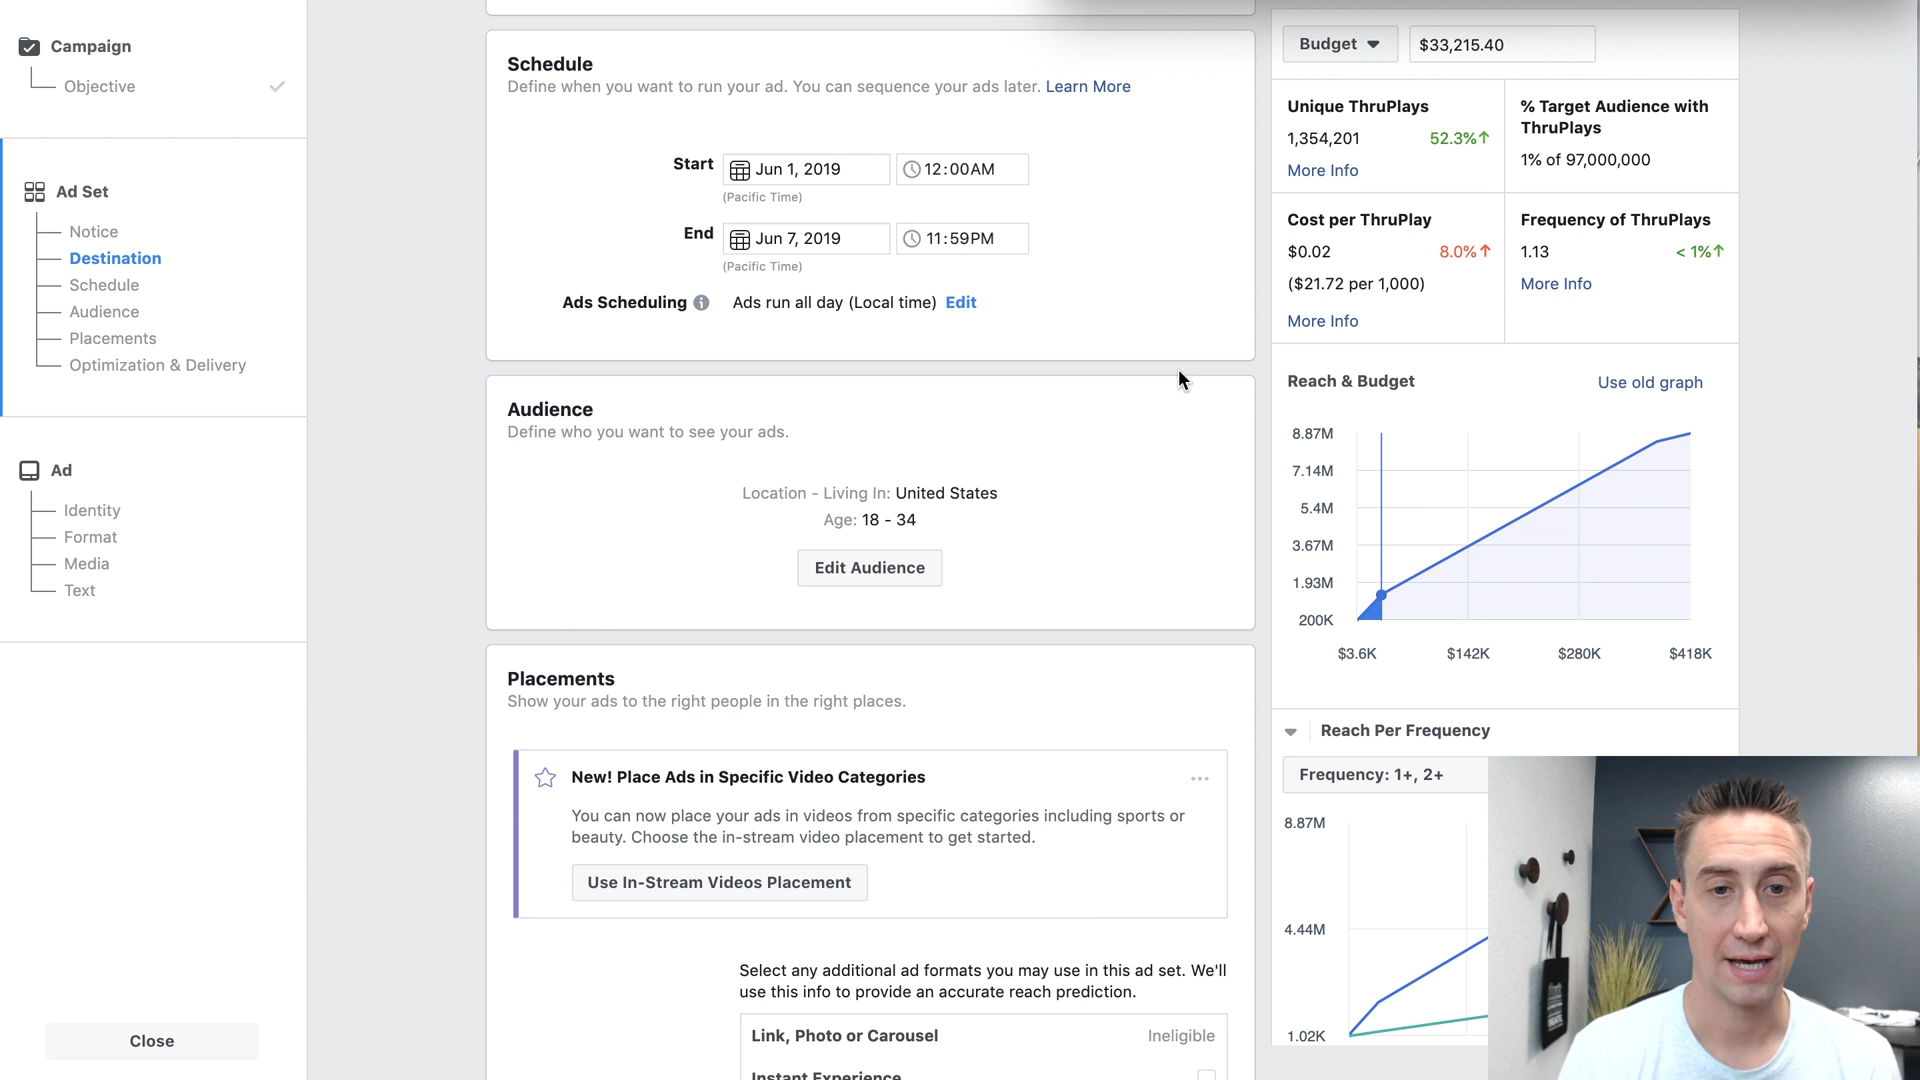 Campaign
Objective
Ad Set
Notice
Destination
Schedule
Audience
Placements
Optimization & Delivery
Ad
Identity
Format
Media
Text
Close
Schedule
Define when you want to run your ad. You can sequence your ads later. Learn More
Start Jun 1, 2019 12:00AM
(Pacific Time)
End Jun 7, 2019 11:59PM
(Pacific Time)
Ads Scheduling Ads run all day (Local time) Edit
Audience
Define who you want to see your ads.
Location - Living In: United States
Age: 18 - 34
Edit Audience
Placements
Show your ads to the right people in the right places.
New! Place Ads in Specific Video Categories
You can now place your ads in videos from specific categories including sports or
beauty. Choose the in-stream video placement to get started.
Use In-Stream Videos Placement
Select any additional ad formats you may use in this ad set. We'll
use this info to provide an accurate reach prediction.
Link, Photo or Carousel Ineligible
Instant Experience
Budget $33,215.40
Unique ThruPlays
1,354,201 52.3%↑
More Info
% Target Audience with
ThruPlays
1% of 97,000,000
Cost per ThruPlay
$0.02 8.0%↑
($21.72 per 1,000)
More Info
Frequency of ThruPlays
1.13 < 1%↑
More Info
Reach & Budget Use old graph
8.87M
7.14M
5.4M
3.67M
1.93M
200K
$3.6K $142K $280K $418K
Reach Per Frequency
Frequency: 1+, 2+
8.87M
4.44M
1.02K